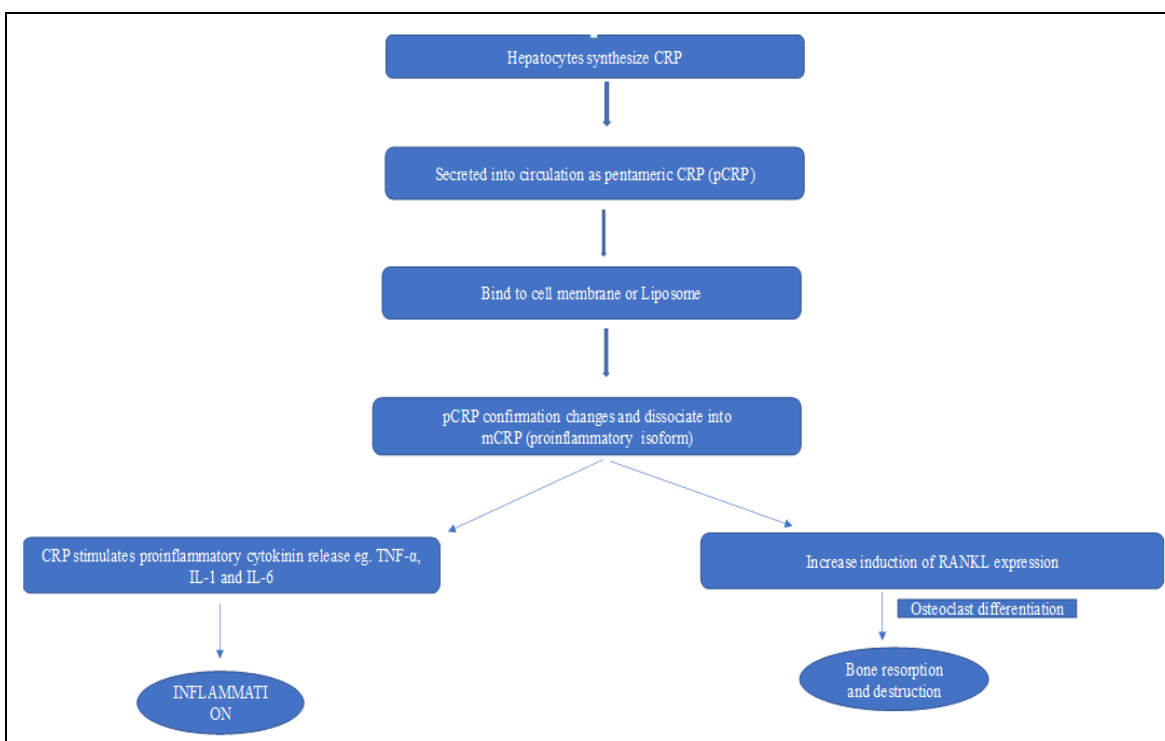 Hepatocytes synthesize CRP
Secreted into circulation as pentameric CRP (pCRP)
Bind to cell membrane or Liposome
pCRP confirmation changes and dissociate into
mCRP (proinflammatory isoform)
CRP stimulates proinflammatory cytokinin release eg. TNF-α,
IL-1 and IL-6
Increase induction of RANKL expression
Osteoclast differentiation
INFLAMMATI
ON
Bone resorption
and destruction